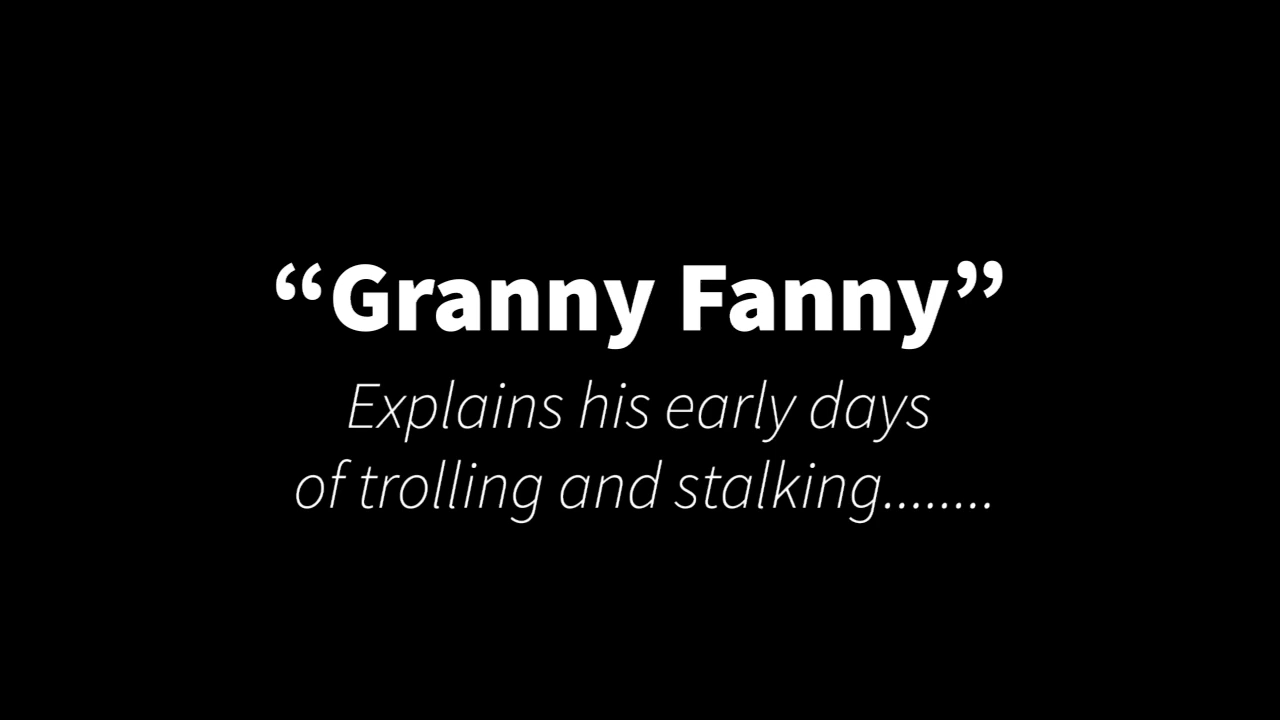 “Granny Fanny”
Explains his early days
of trolling and stalking........